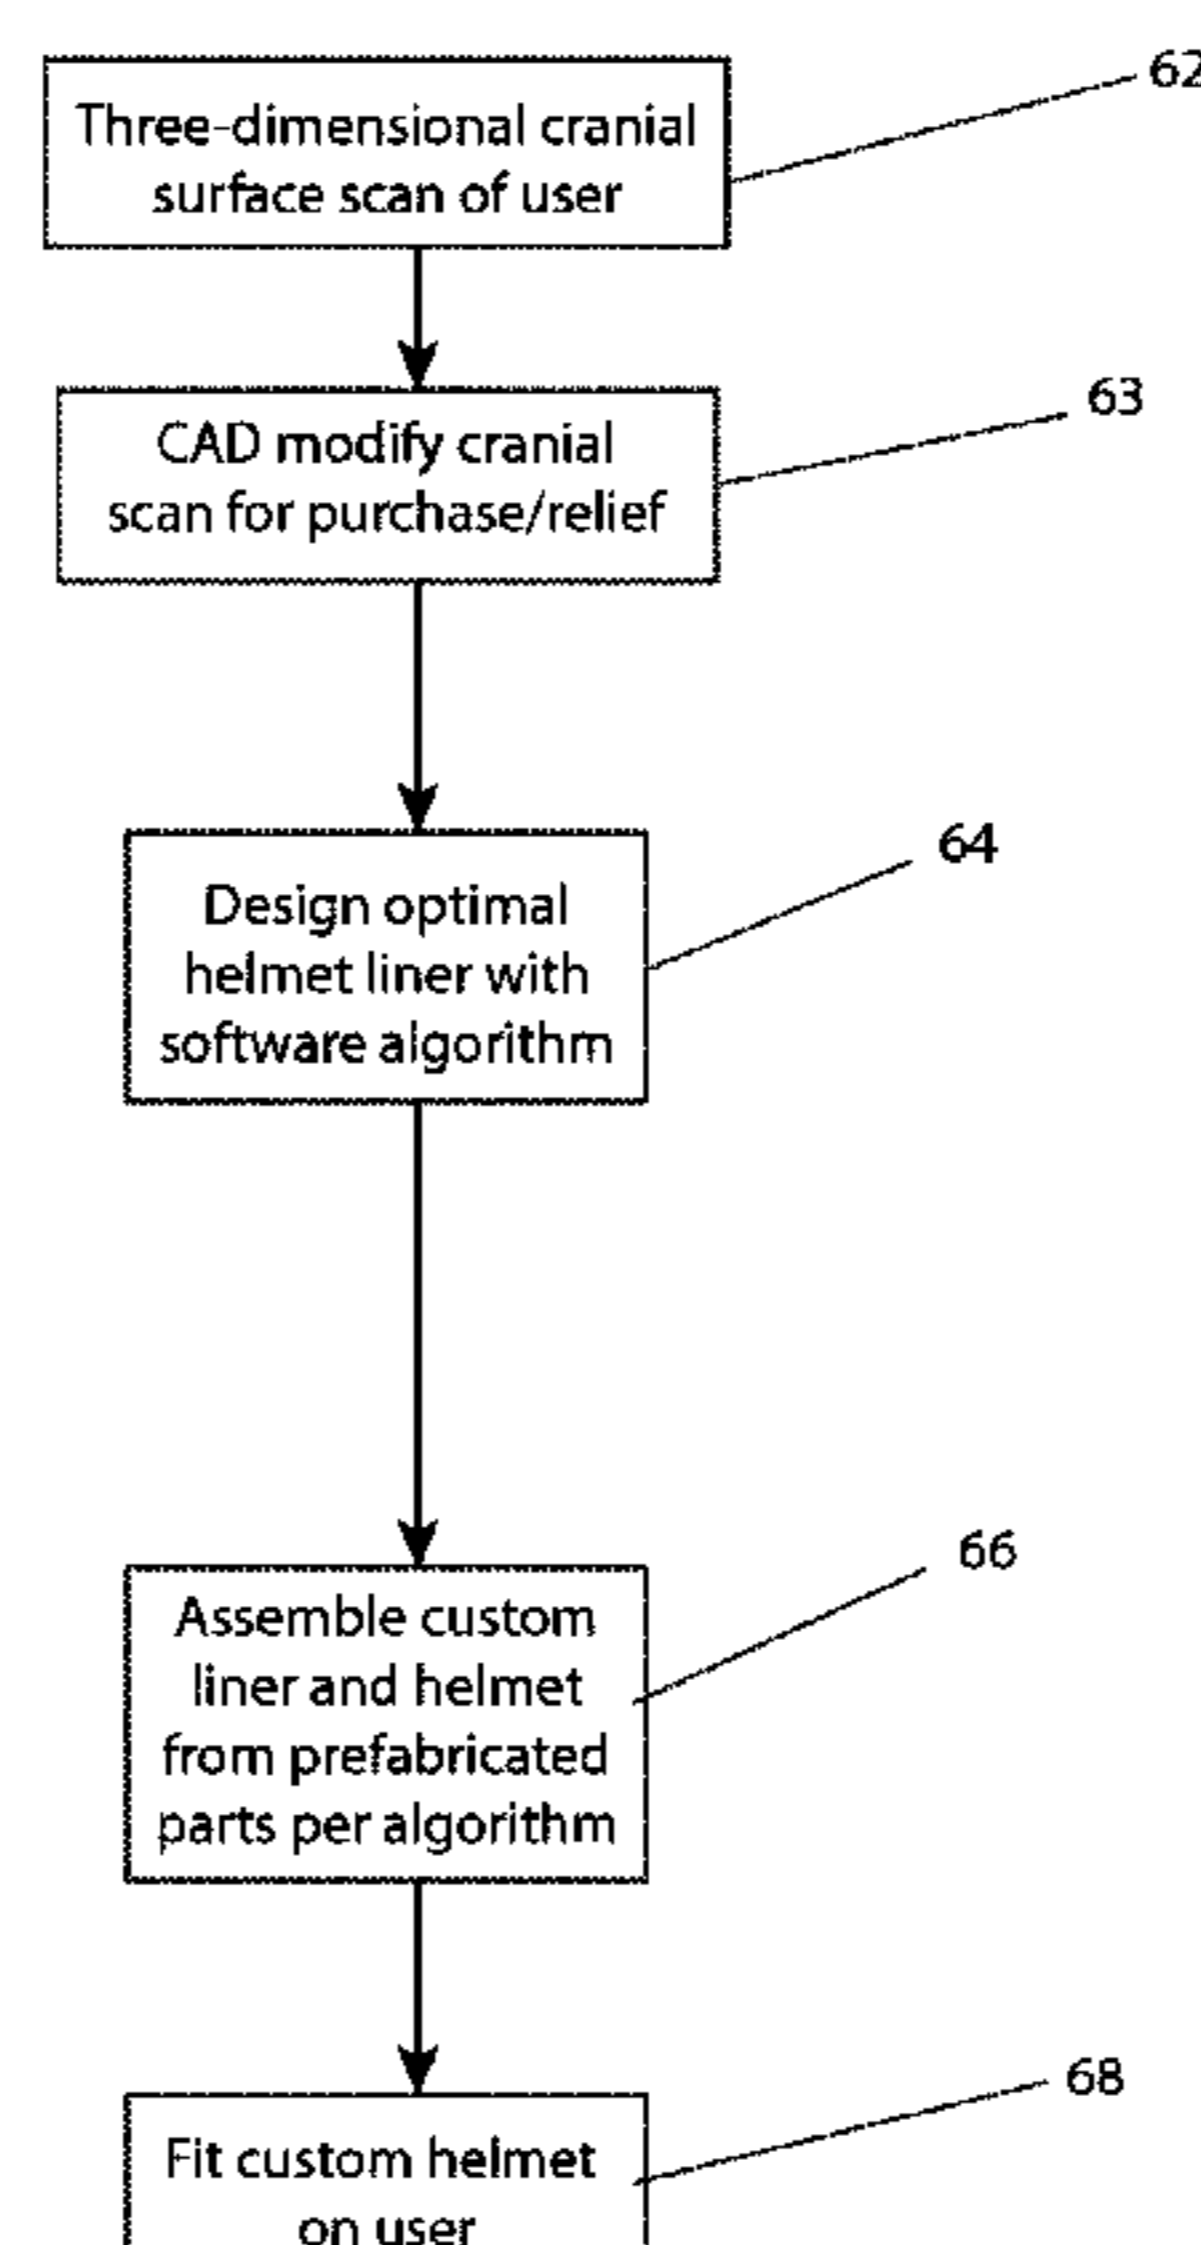 62
Three-dimensional cranial
surface scan of user
63
CAD modify cranial
scan for purchase/relief
64
Design optimal
helmet liner with
software algorithm
66
Assemble custom
liner and helmet
from prefabricated
parts per algorithm
68
Fit custom helmet
on user